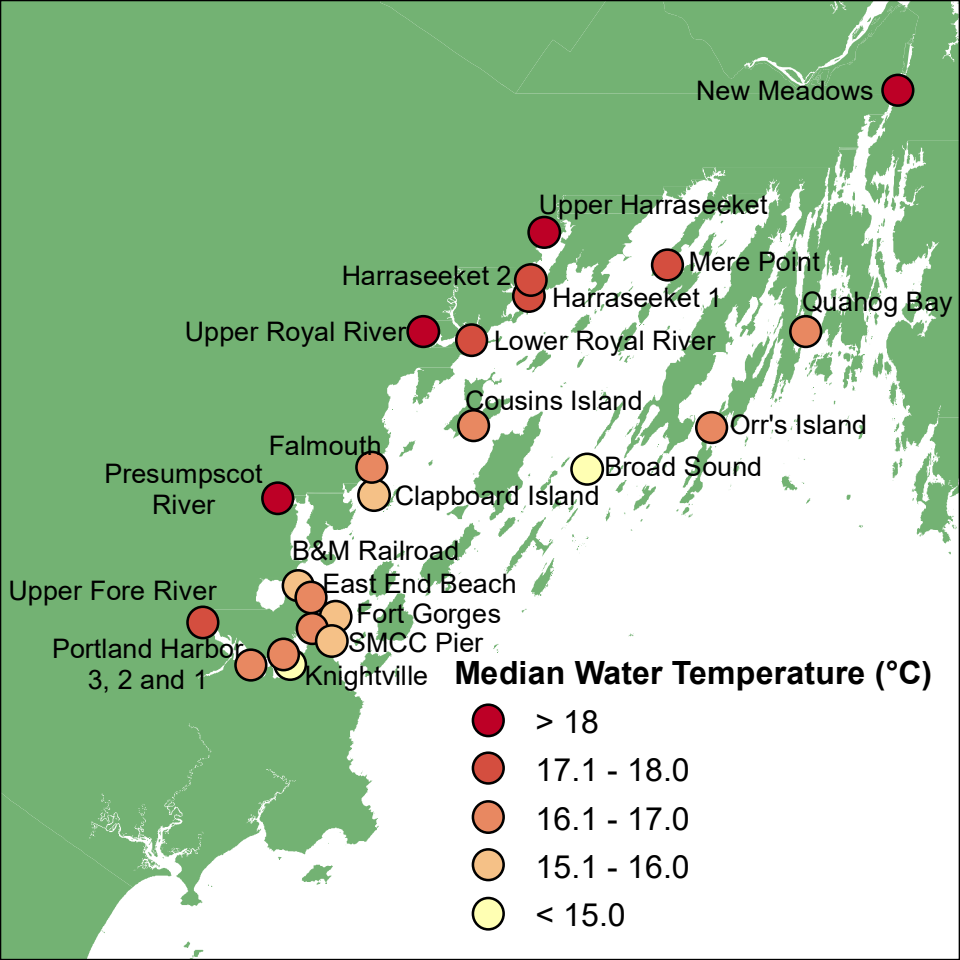 New Meadows
Upper Harraseeket
Mere Point
Harraseeket 2
Harraseeket 1
Quahog Bay
Upper Royal River
Lower Royal River
Cousins Island
Orr's Island
Falmouth
Broad Sound
Presumpscot
River
Clapboard Island
B&M Railroad
East End Beach
Upper Fore River
Fort Gorges
SMCC Pier
Portland Harbor
3, 2 and 1
Knightville
Median Water Temperature (°C)
> 18
17.1 - 18.0
16.1 - 17.0
15.1 - 16.0
< 15.0